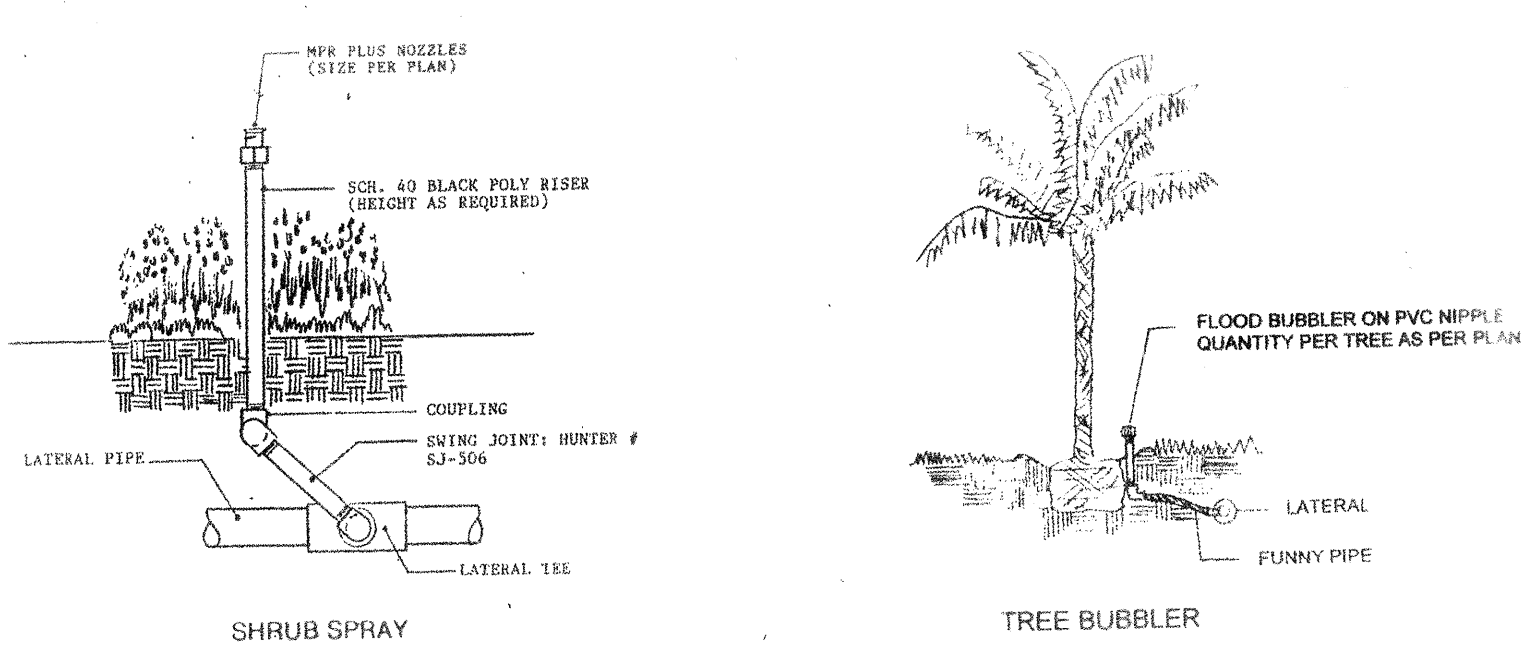 MPR PLUS NOZZLES
(SIZE PER PLAN)
SCH. 40 BLACK POLY RISER
(HEIGHT AS REQUIRED)
COUPLING
SWING JOINT: HUNTER #
SJ-506
LATERAL PIPE
LATERAL TEE
SHRUB SPRAY
FLOOD BUBBLER ON PVC NIPPLE
QUANTITY PER TREE AS PER PLAN
LATERAL
FUNNY PIPE
TREE BUBBLER